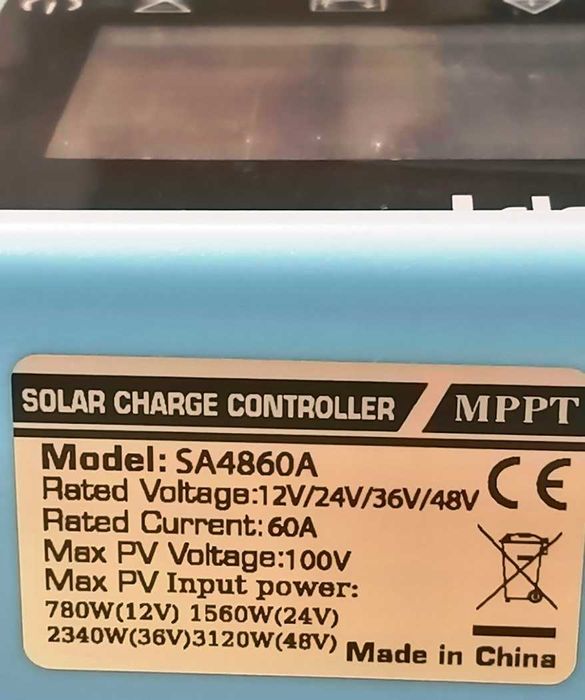 SOLAR CHARGE CONTROLLER MPPT
Model: SA4860A
Rated Voltage:12V/24V/36V/48V
Rated Current:60A
Max PV Voltage:100V
Max PV Input power:
780W(12V) 1560W(24V)
2340W(36V)3120W(48V)
CE
Made in China